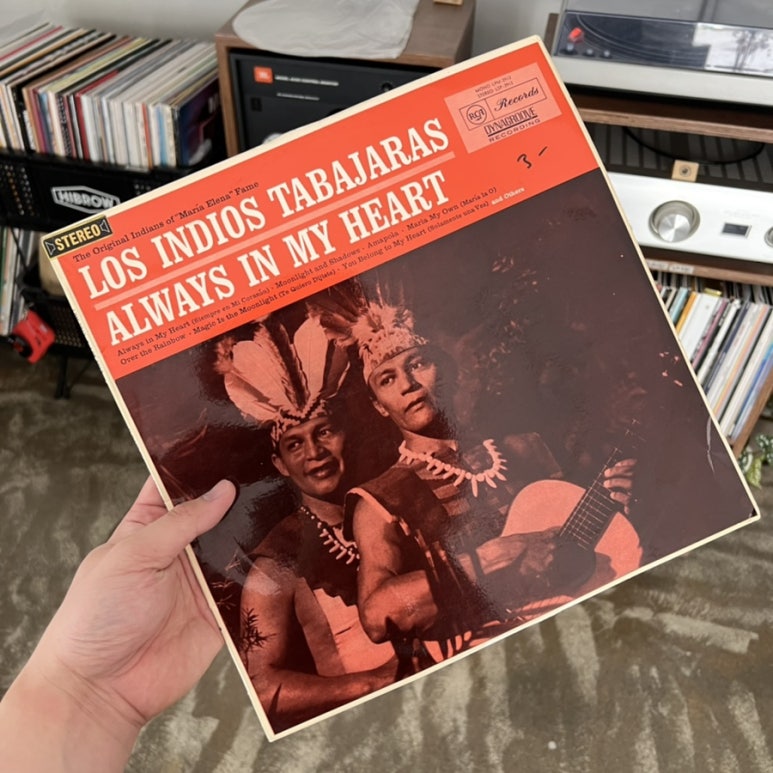 JBL
HIBROW
STEREO
The Original Indians of "Maria Elena" Fame
LOS INDIOS TABAJARAS
ALWAYS IN MY HEART
Always in My Heart (Siempre en Mi Corazón) · Moonlight and Shadows · Amapola · Maria My Own (Maria la O)
Over the Rainbow · Magic Is the Moonlight (Te Quiero Dijiste) · You Belong to My Heart (Solamente una Vez) and Others
RCA Records
DYNAGROOVE
RECORDING
3-